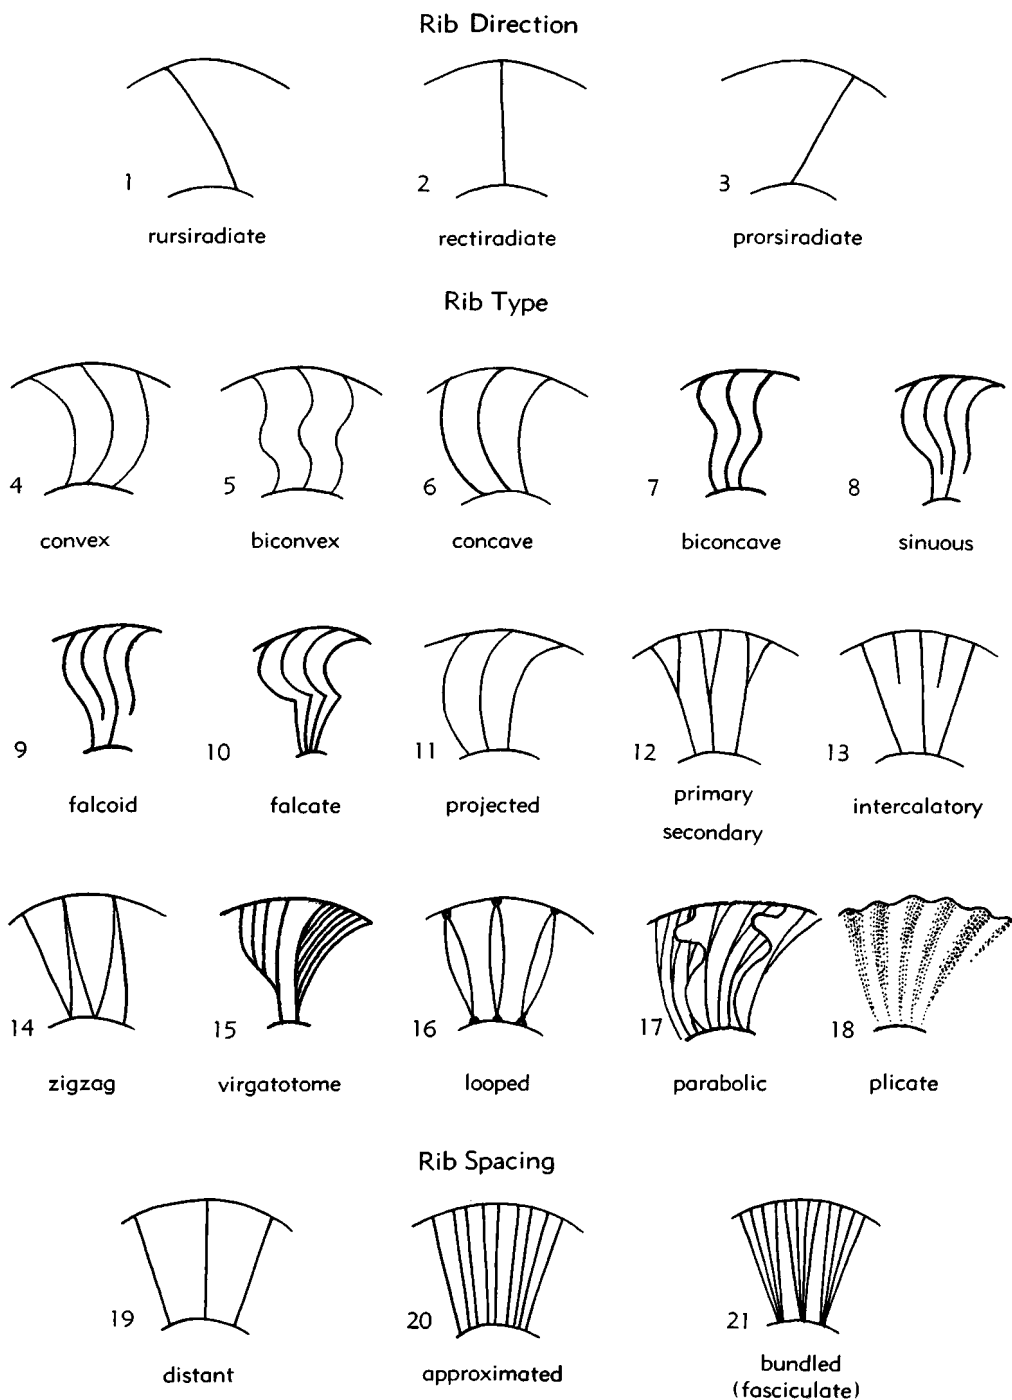 Rib Direction
1
2
3
rursiradiate
rectiradiate
prorsiradiate
Rib Type
4
5
6
7
8
convex
biconvex
concave
biconcave
sinuous
9
10
11
12
13
falcoid
falcate
projected
primary
secondary
intercalatory
14
15
16
17
18
zigzag
virgatotome
looped
parabolic
plicate
Rib Spacing
19
20
21
distant
approximated
bundled
(fasciculate)